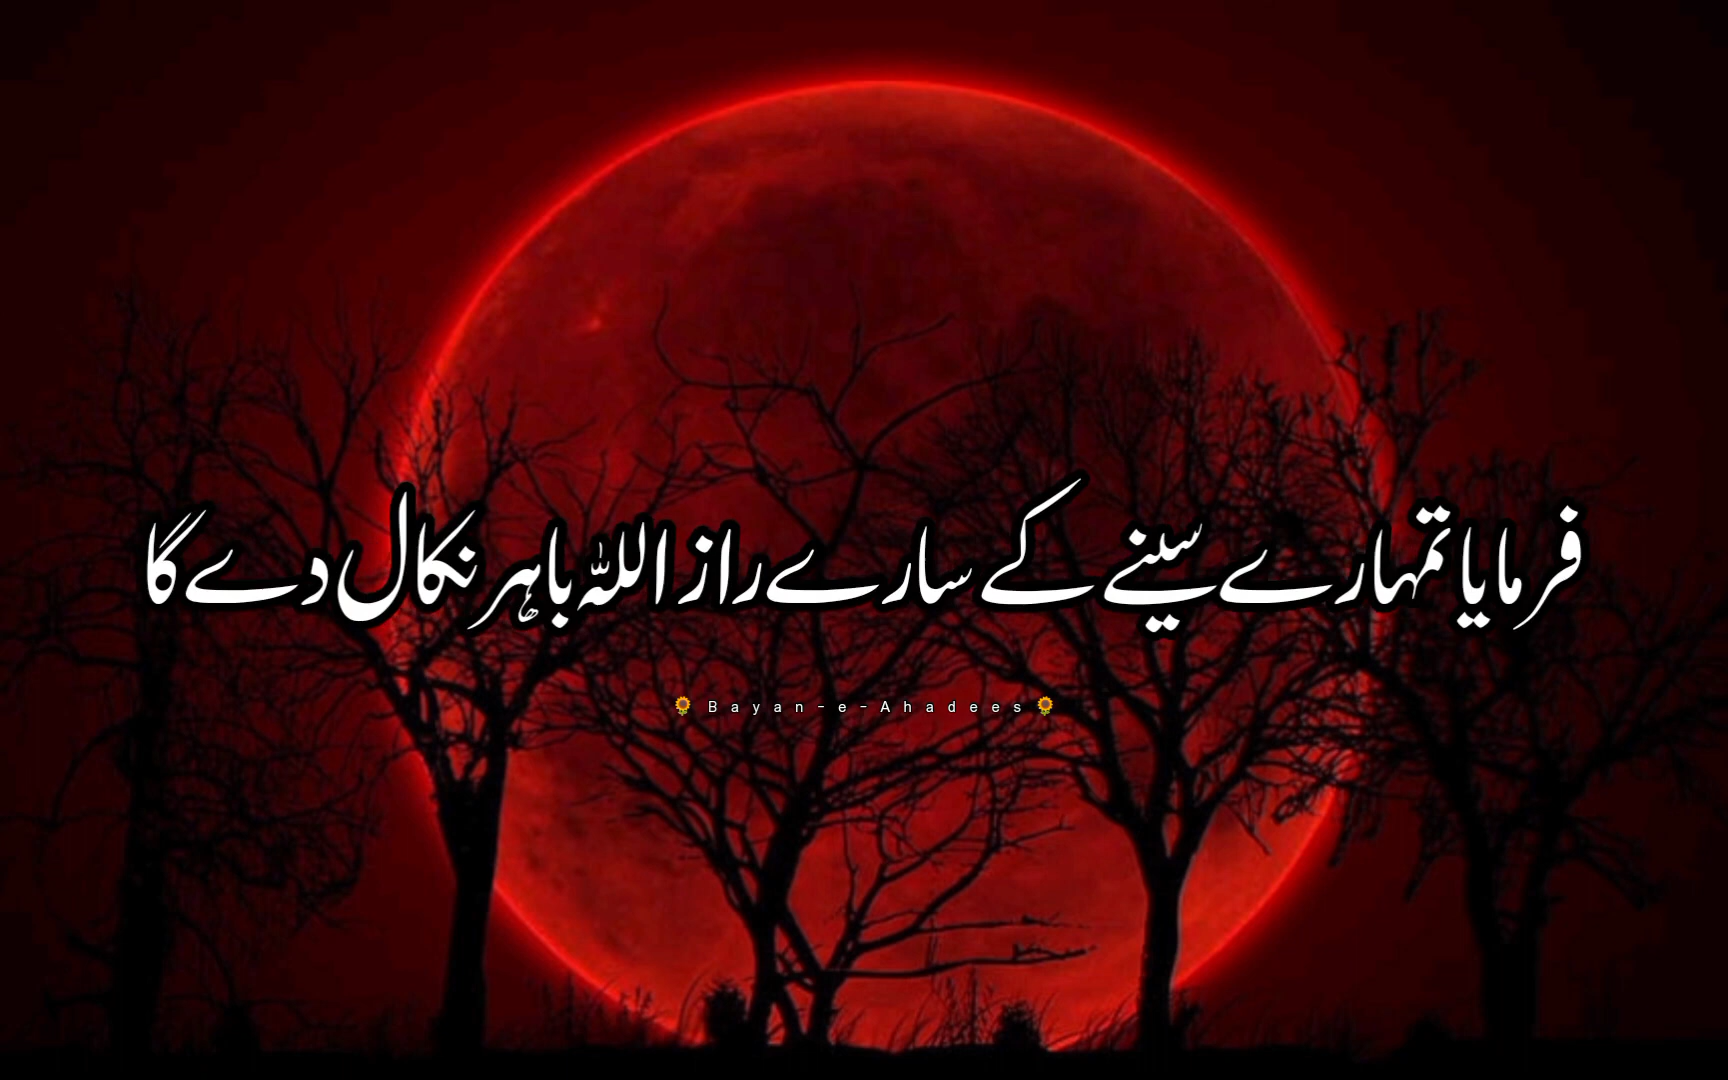 فرمایا تمہارے سینے کے سارے راز اللہ باہر نکال دے گا
🌻 Bayan-e-Ahadees 🌻